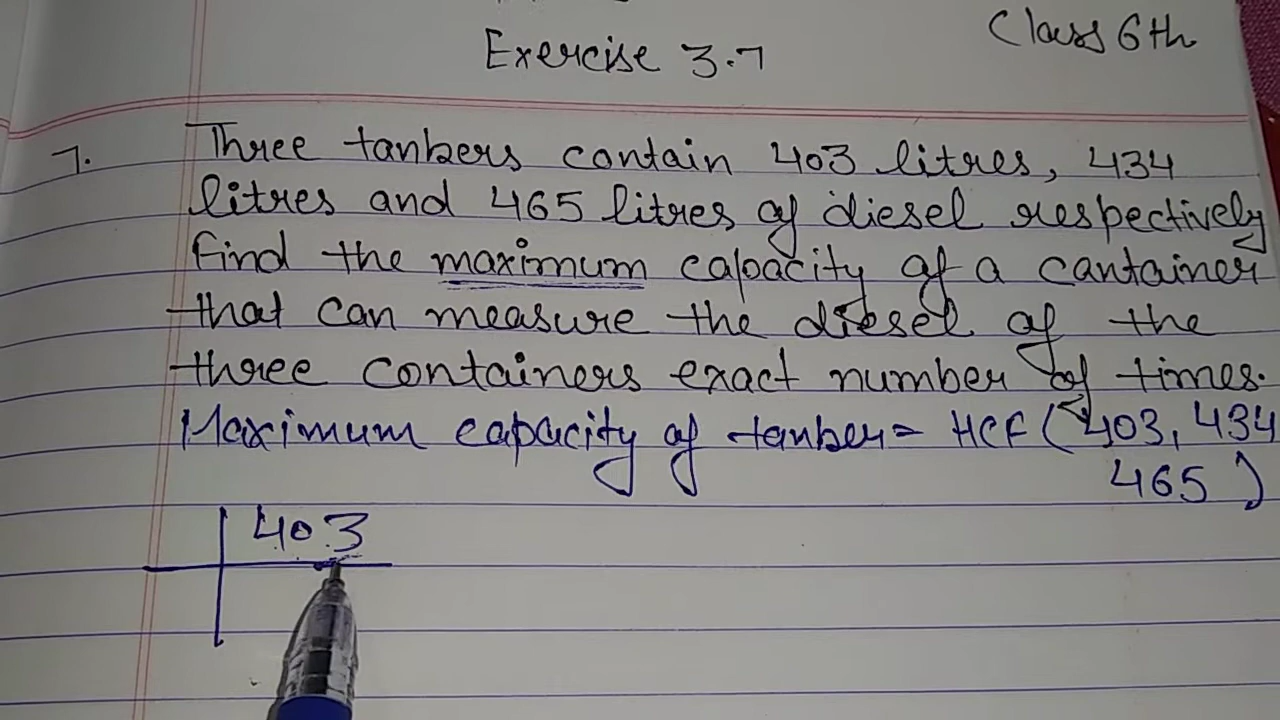 Class 6th
Exercise 3.7
7. Three tankers contain 403 litres, 434
litres and 465 litres of diesel respectively
find the maximum capacity of a cantainer
that can measure the diesel of the
three containers exact number of times.
Maximum capacity of tanker = HCF (403, 434
465)
403